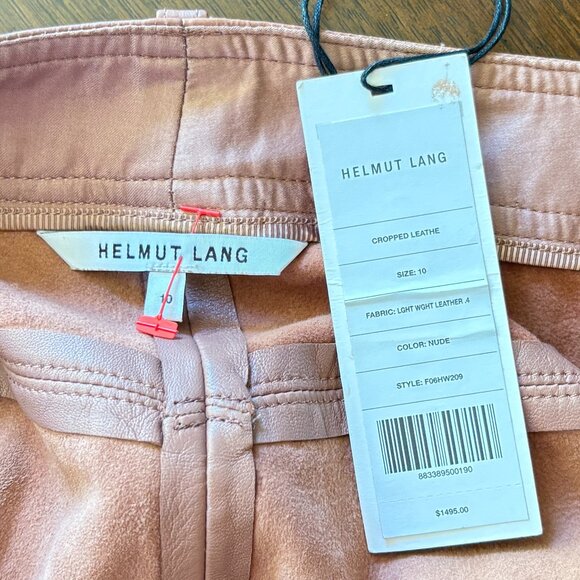 HELMUT LANG
10
HELMUT LANG
CROPPED LEATHE
SIZE: 10
FABRIC: LGHT WGHT LEATHER .4
COLOR: NUDE
STYLE: F06HW209
883389500190
$1495.00